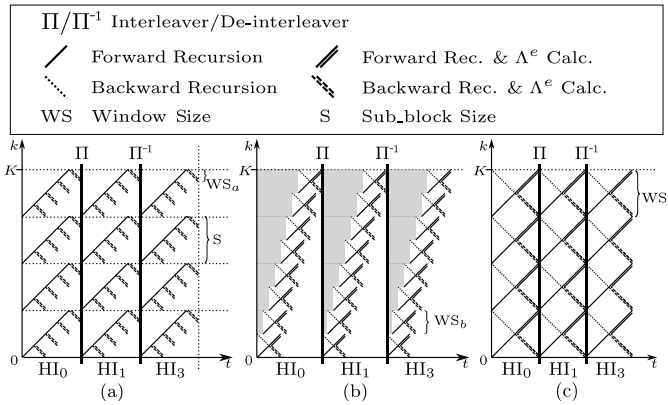 Π/Π⁻¹ Interleaver/De-interleaver
Forward Recursion
Forward Rec. & Λᵉ Calc.
Backward Recursion
Backward Rec. & Λᵉ Calc.
WS Window Size
S Sub_block Size
k Π Π⁻¹
k Π Π⁻¹
k Π Π⁻¹
K
WSₐ
S
0
HI₀ HI₁ HI₃ t
K
WS_b
0
HI₀ HI₁ HI₃ t
K
WS
0
HI₀ HI₁ HI₃ t
(a)
(b)
(c)